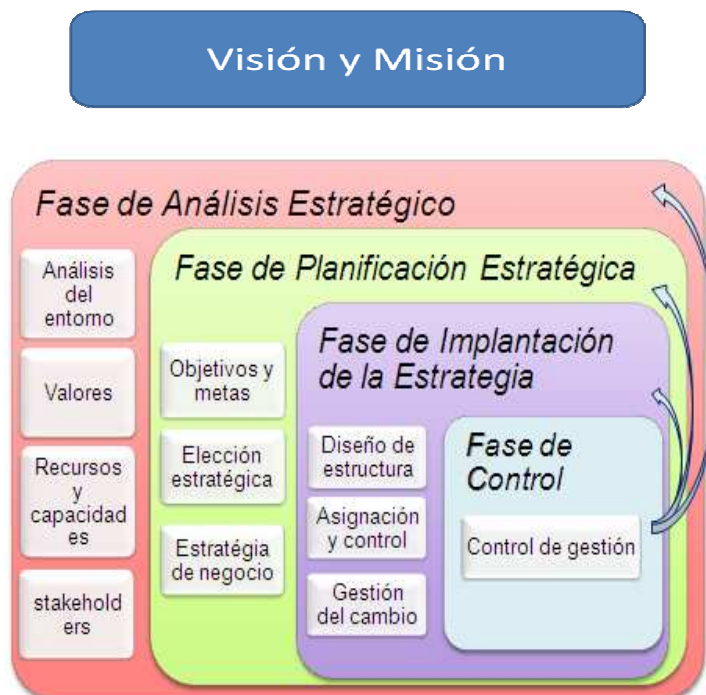 Visión y Misión
Fase de Análisis Estratégico
Análisis
del
entorno
Valores
Recursos
y
capacidad
es
stakehold
ers
Fase de Planificación Estratégica
Objetivos y
metas
Elección
estratégica
Estratégia
de negocio
Fase de Implantación
de la Estrategia
Diseño de
estructura
Asignación
y control
Gestión
del cambio
Fase de
Control
Control de gestión